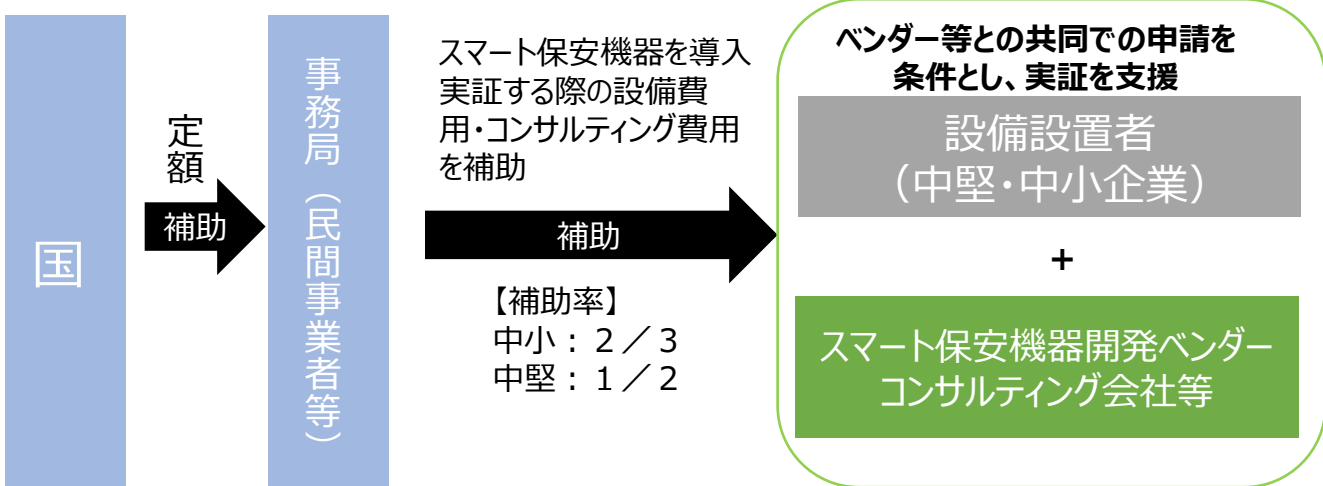 国
定
額
補助
事務局（民間事業者等）
スマート保安機器を導入
実証する際の設備費
用・コンサルティング費用
を補助
補助
【補助率】
中小：２／３
中堅：１／２
ベンダー等との共同での申請を
条件とし、実証を支援
設備設置者
（中堅・中小企業）
+
スマート保安機器開発ベンダー
コンサルティング会社等